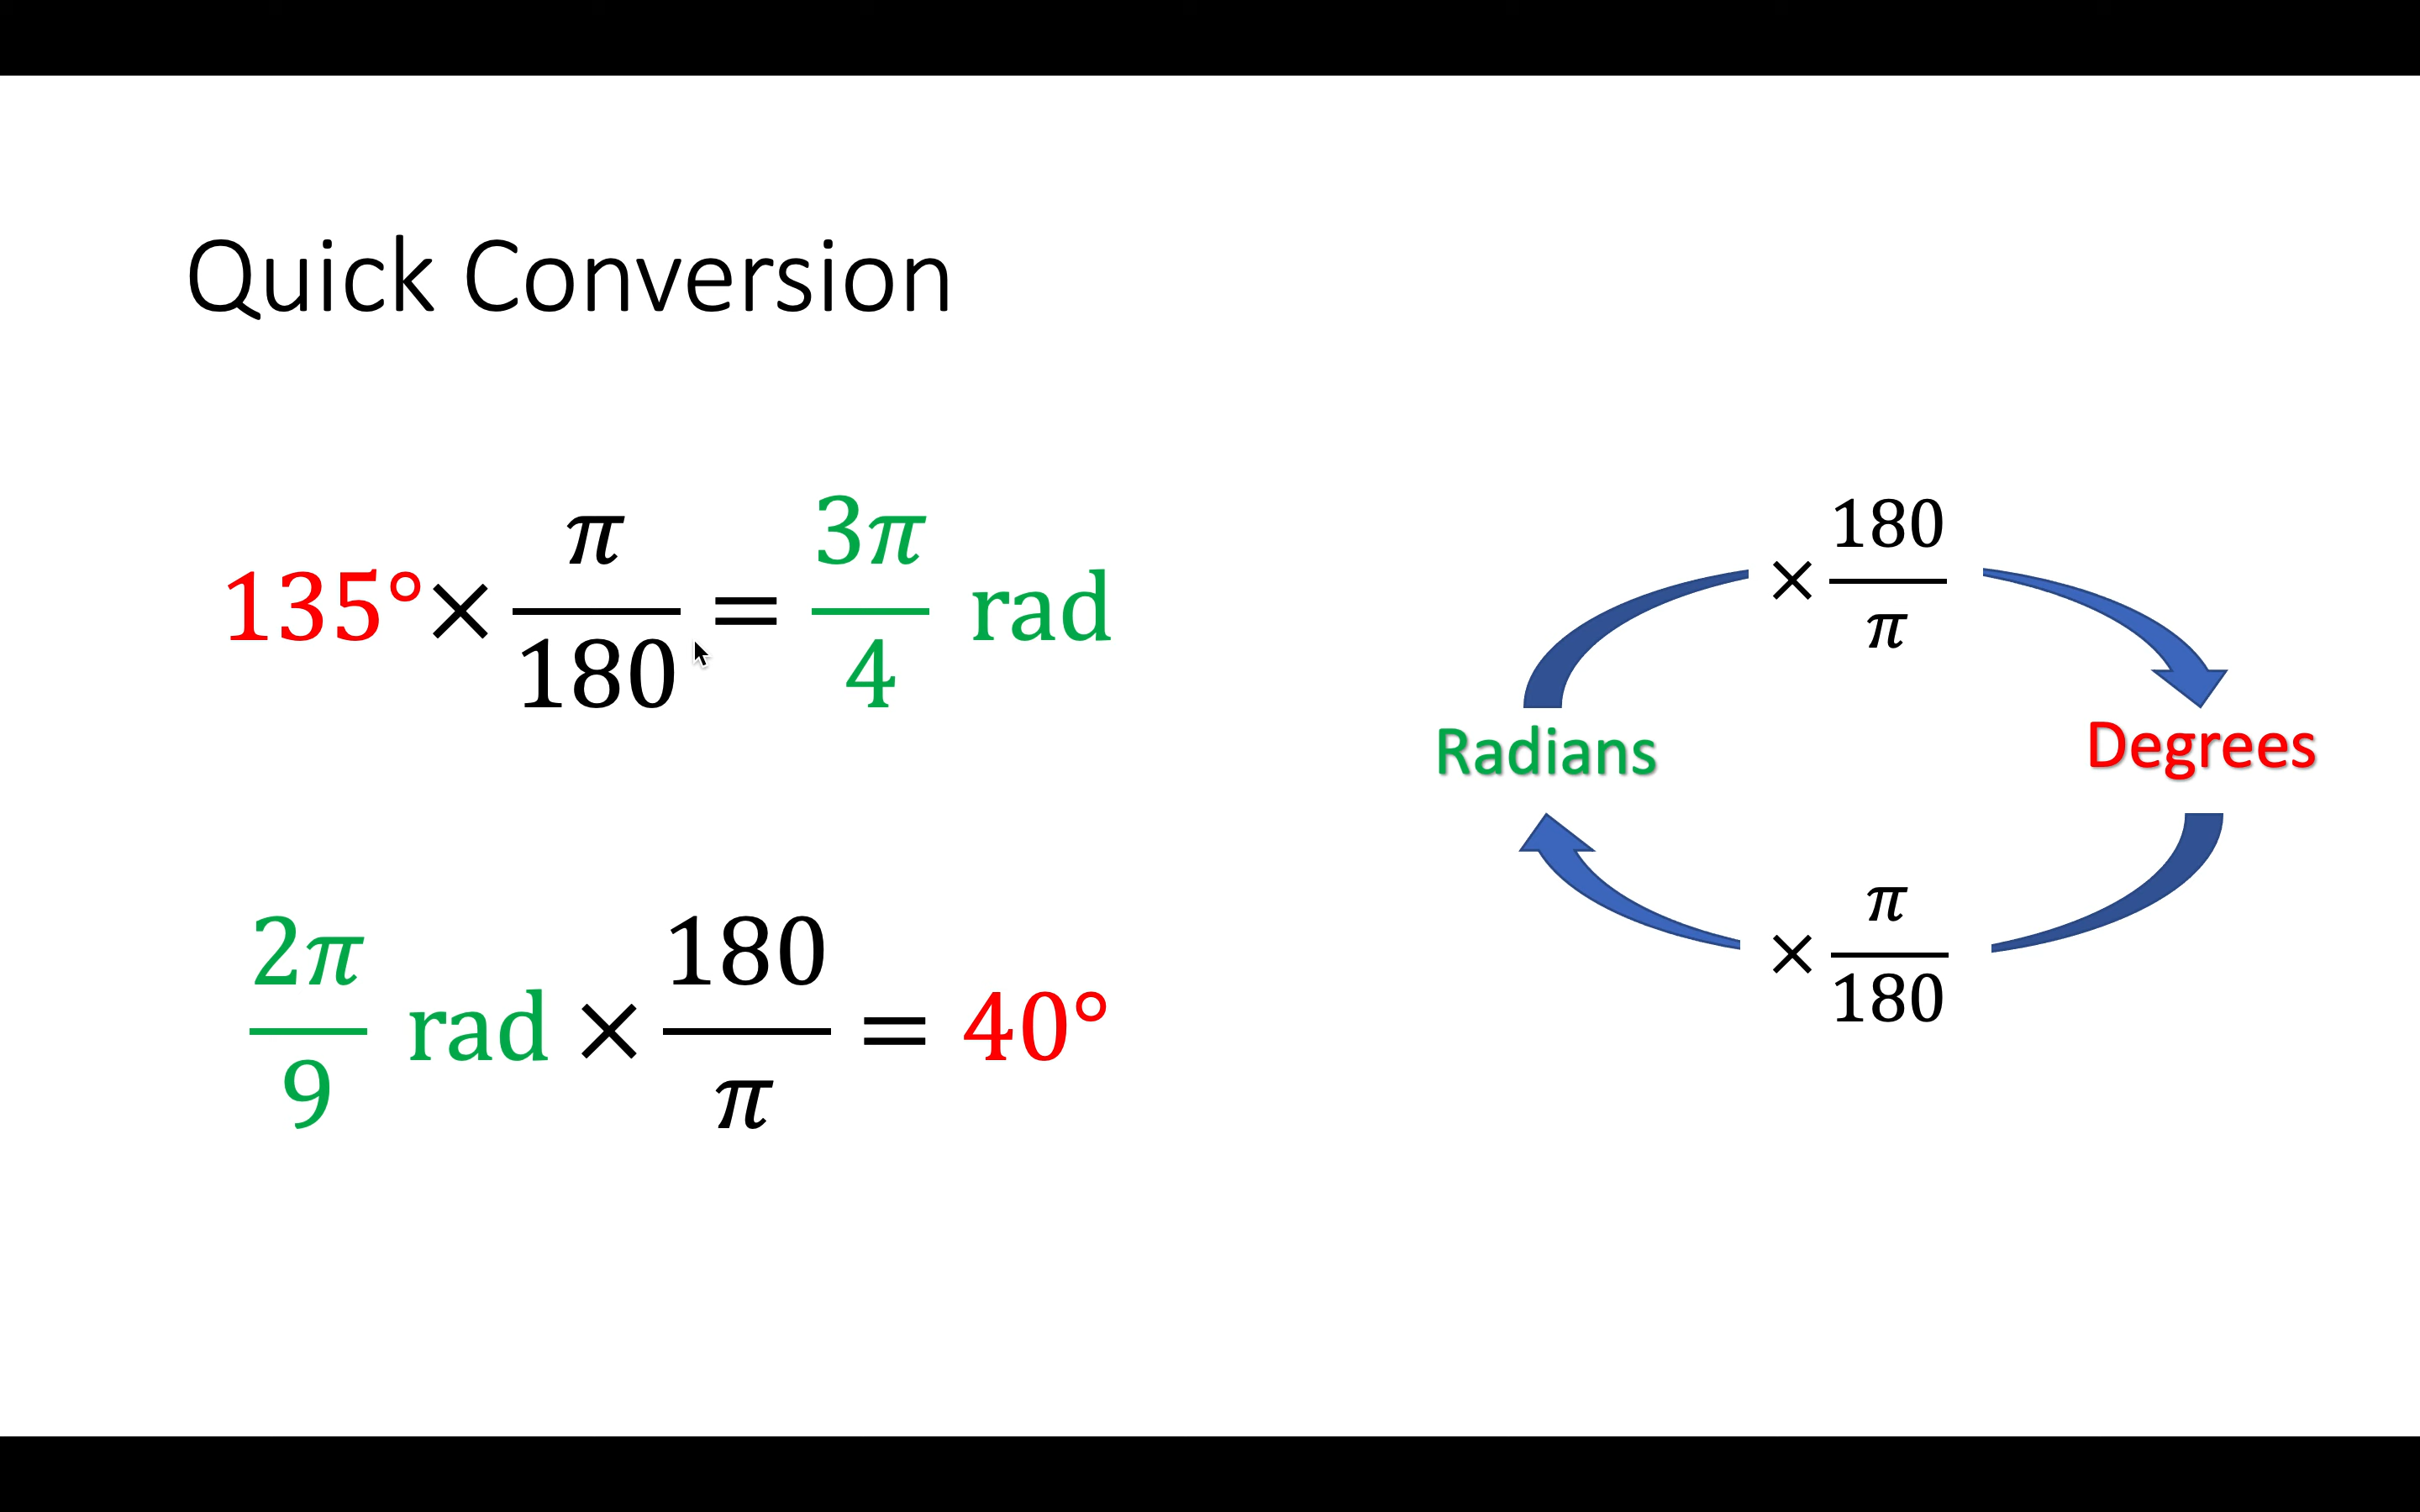 Quick Conversion
135° × π/180 = 3π/4 rad
2π/9 rad × 180/π = 40°
× 180/π
Radians
Degrees
× π/180